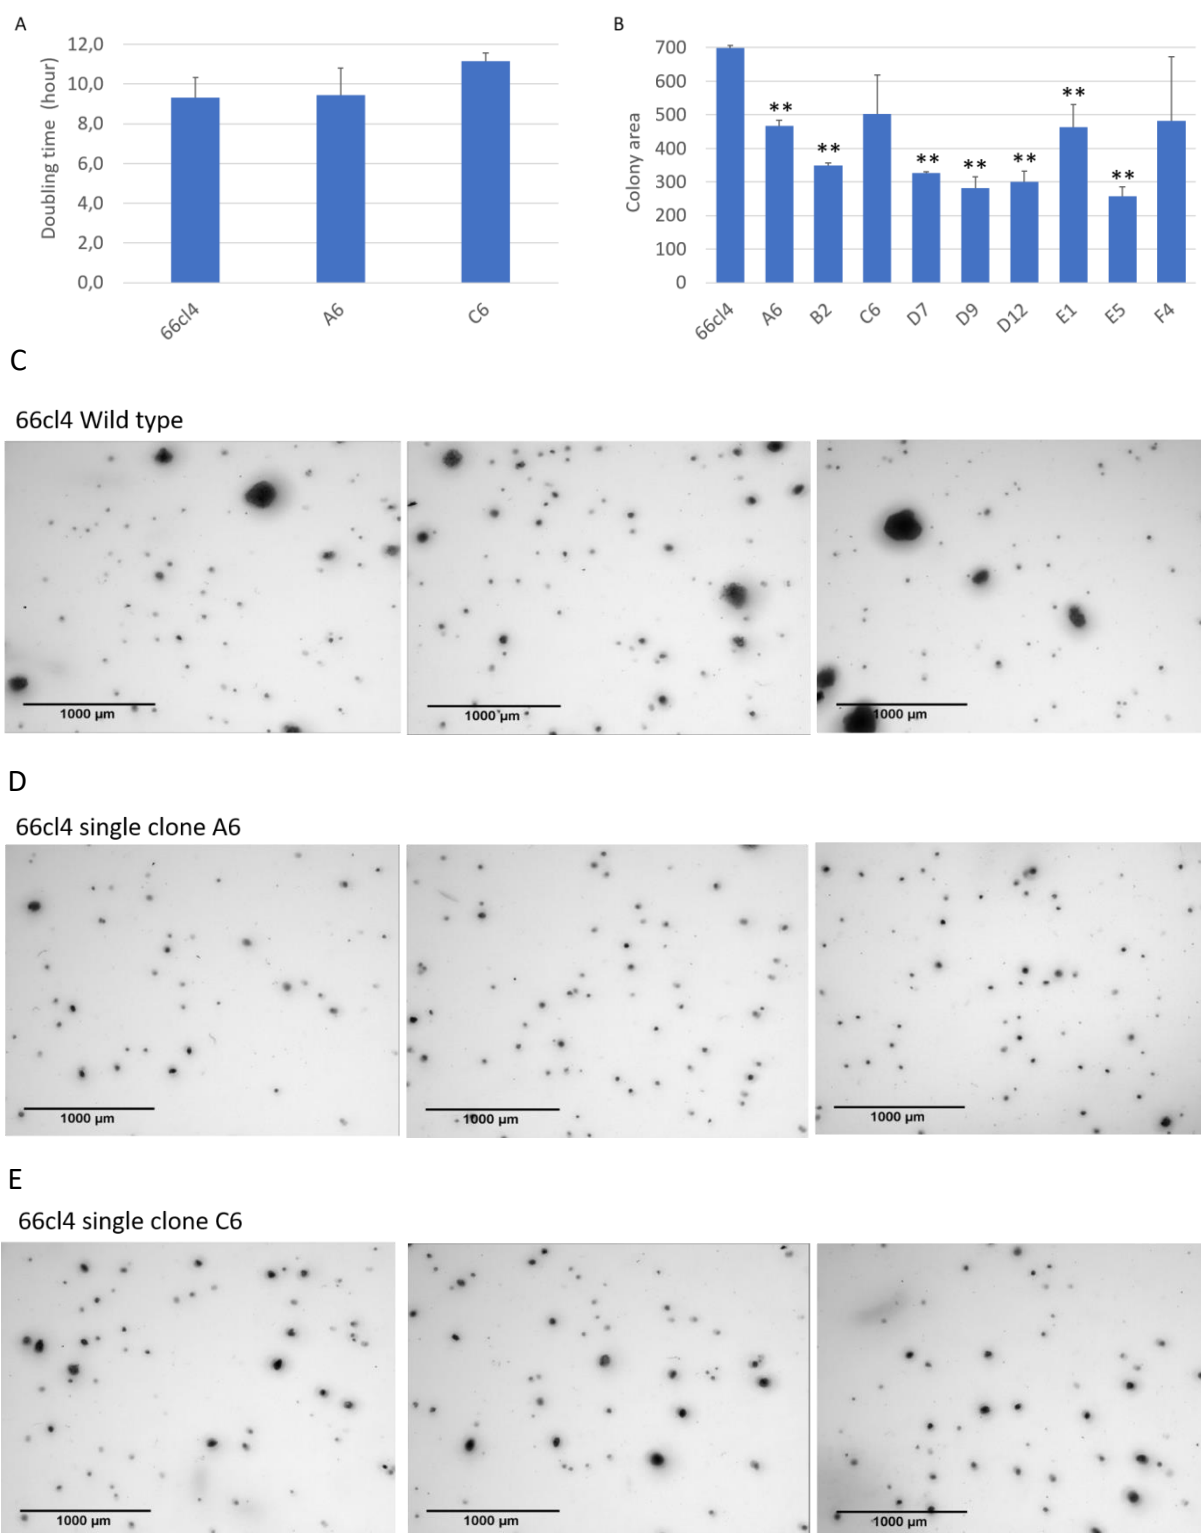 A
Doubling time (hour)
12,0
10,0
8,0
6,0
4,0
2,0
0,0
66cl4
A6
C6
B
Colony area
700
600
500
400
300
200
100
0
**
**
**
**
**
**
**
66cl4
A6
B2
C6
D7
D9
D12
E1
E5
F4
C
66cl4 Wild type
1000 µm
1000 µm
1000 µm
D
66cl4 single clone A6
1000 µm
1000 µm
1000 µm
E
66cl4 single clone C6
1000 µm
1000 µm
1000 µm